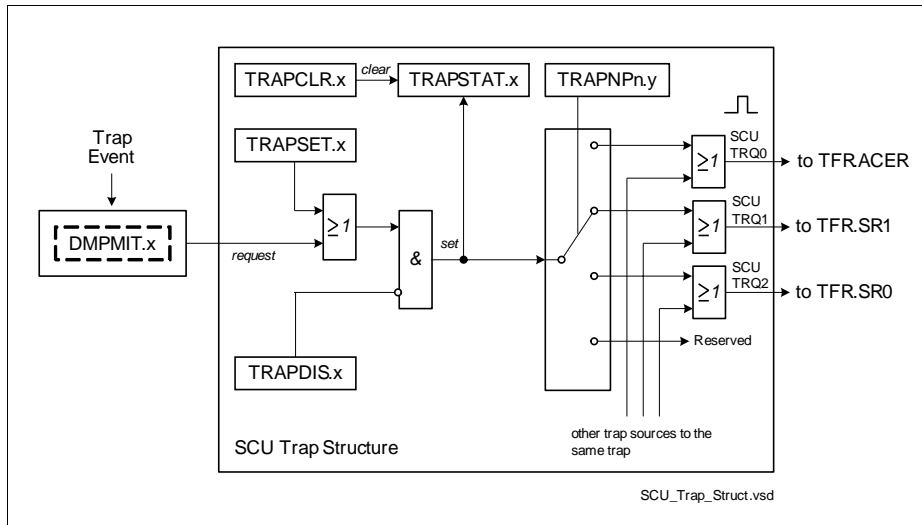 TRAPCLR.x
clear
TRAPSTAT.x
TRAPNPn.y
Trap
Event
TRAPSET.x
DMPMIT.x
request
≥1
&
set
TRAPDIS.x
SCU
TRQ0
≥1
to TFR.ACER
SCU
TRQ1
≥1
to TFR.SR1
SCU
TRQ2
≥1
to TFR.SR0
Reserved
other trap sources to the
same trap
SCU Trap Structure
SCU_Trap_Struct.vsd